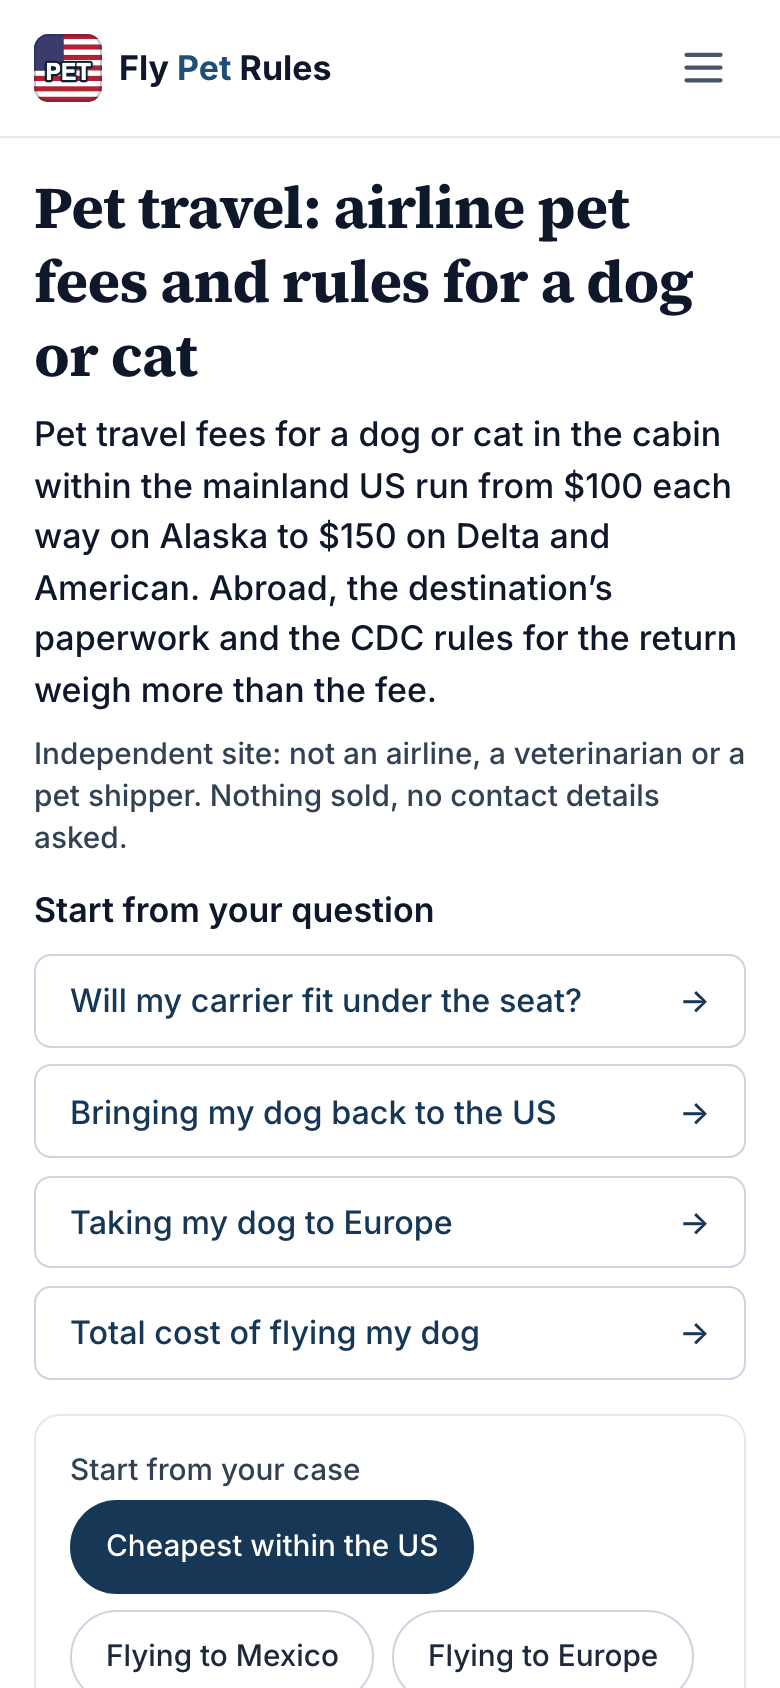 PET
Fly Pet Rules
Pet travel: airline pet
fees and rules for a dog
or cat
Pet travel fees for a dog or cat in the cabin
within the mainland US run from $100 each
way on Alaska to $150 on Delta and
American. Abroad, the destination’s
paperwork and the CDC rules for the return
weigh more than the fee.
Independent site: not an airline, a veterinarian or a
pet shipper. Nothing sold, no contact details
asked.
Start from your question
Will my carrier fit under the seat? →
Bringing my dog back to the US →
Taking my dog to Europe →
Total cost of flying my dog →
Start from your case
Cheapest within the US
Flying to Mexico Flying to Europe